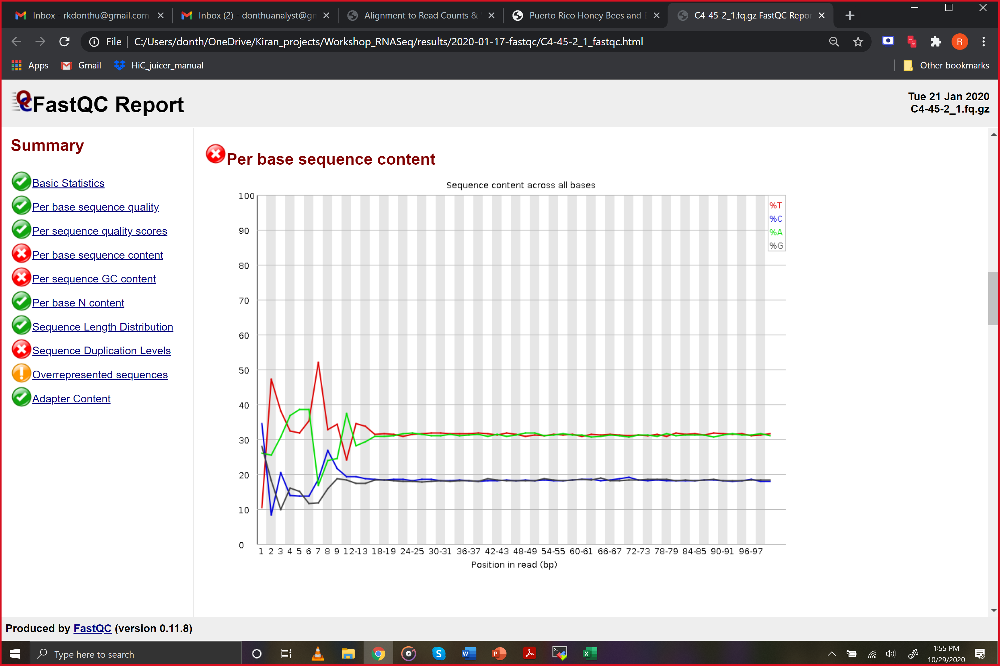 Inbox - rkdonthu@gmail.com
Inbox (2) - donthuanalyst@gm
Alignment to Read Counts &
Puerto Rico Honey Bees and
C4-45-2_1.fq.gz FastQC Repor
File
C:/Users/donth/OneDrive/Kiran_projects/Workshop_RNASeq/results/2020-01-17-fastqc/C4-45-2_1_fastqc.html
R
Apps
Gmail
HiC_juicer_manual
Other bookmarks
FastQC Report
Tue 21 Jan 2020
C4-45-2_1.fq.gz
Summary
Basic Statistics
Per base sequence quality
Per sequence quality scores
Per base sequence content
Per sequence GC content
Per base N content
Sequence Length Distribution
Sequence Duplication Levels
Overrepresented sequences
Adapter Content
Per base sequence content
Sequence content across all bases
100
90
80
70
60
50
40
30
20
10
0
%T
%C
%A
%G
1 2 3 4 5 6 7 8 9 12-13 18-19 24-25 30-31 36-37 42-43 48-49 54-55 60-61 66-67 72-73 78-79 84-85 90-91 96-97
Position in read (bp)
Produced by FastQC (version 0.11.8)
Type here to search
1:55 PM
10/29/2020